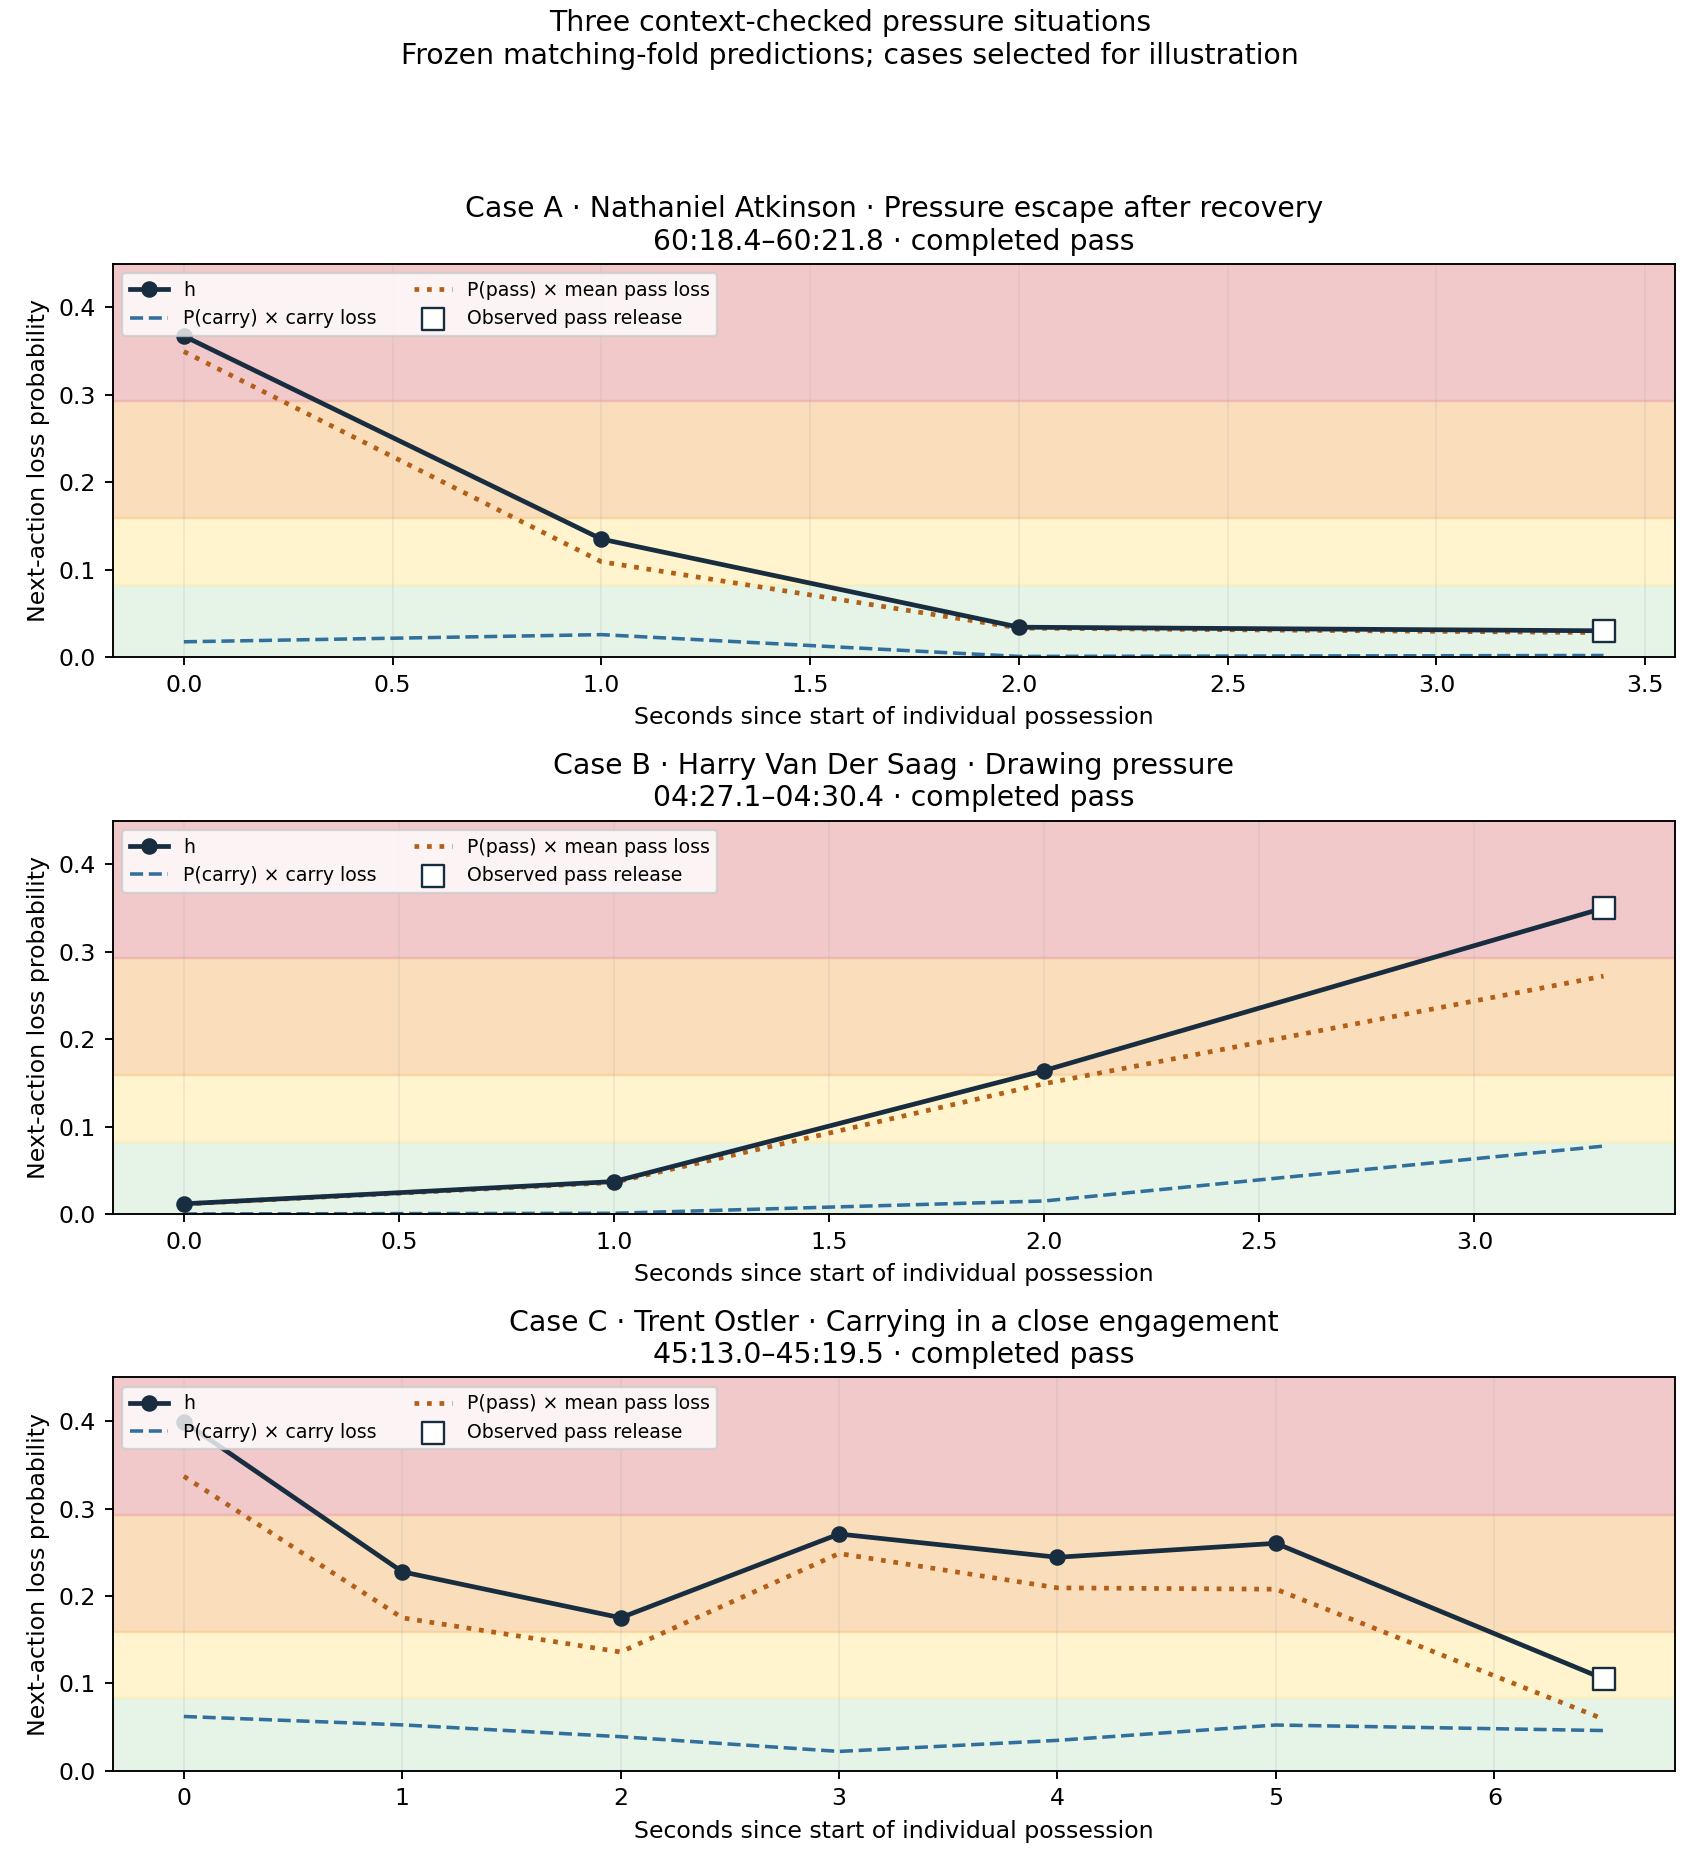 Three context-checked pressure situations
Frozen matching-fold predictions; cases selected for illustration
Case A · Nathaniel Atkinson · Pressure escape after recovery
60:18.4–60:21.8 · completed pass
Next-action loss probability
0.4
0.3
0.2
0.1
0.0
h
P(carry) × carry loss
P(pass) × mean pass loss
Observed pass release
0.0 0.5 1.0 1.5 2.0 2.5 3.0 3.5
Seconds since start of individual possession
Case B · Harry Van Der Saag · Drawing pressure
04:27.1–04:30.4 · completed pass
Next-action loss probability
0.4
0.3
0.2
0.1
0.0
h
P(carry) × carry loss
P(pass) × mean pass loss
Observed pass release
0.0 0.5 1.0 1.5 2.0 2.5 3.0
Seconds since start of individual possession
Case C · Trent Ostler · Carrying in a close engagement
45:13.0–45:19.5 · completed pass
Next-action loss probability
0.4
0.3
0.2
0.1
0.0
h
P(carry) × carry loss
P(pass) × mean pass loss
Observed pass release
0 1 2 3 4 5 6
Seconds since start of individual possession